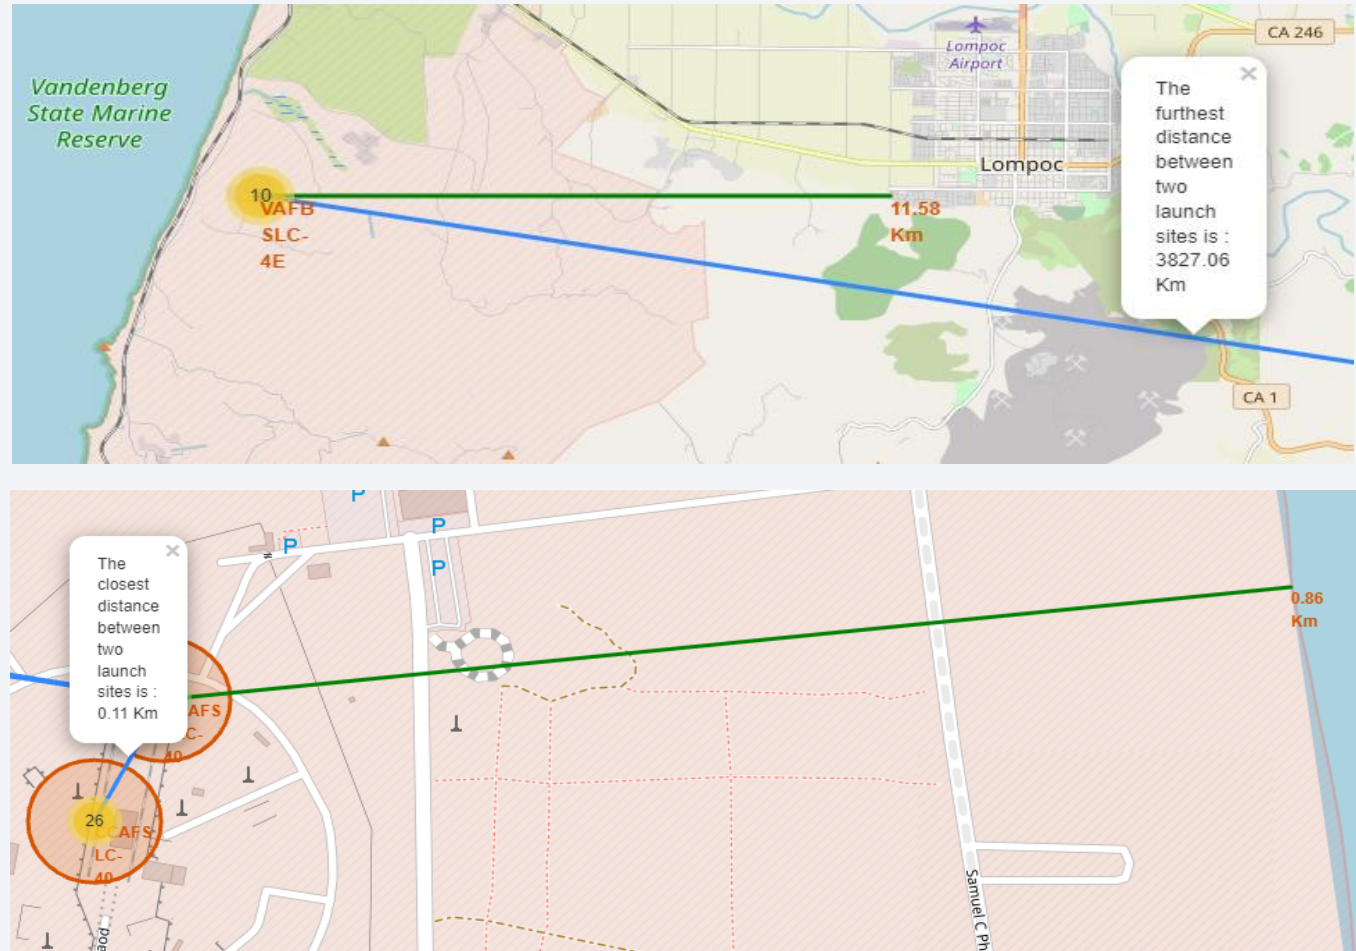 CA 246
Lompoc
Airport
Vandenberg
State Marine
Reserve
The
furthest
distance
between
two
launch
sites is :
3827.06
Km
×
Lompoc
10
VAFB
SLC-
4E
11.58
Km
CA 1
P
P
P
P
The
closest
distance
between
two
launch
sites is :
0.11 Km
×
0.86
Km
AFS
C-
40
26
CCAFS
LC-
40
Samuel C Ph